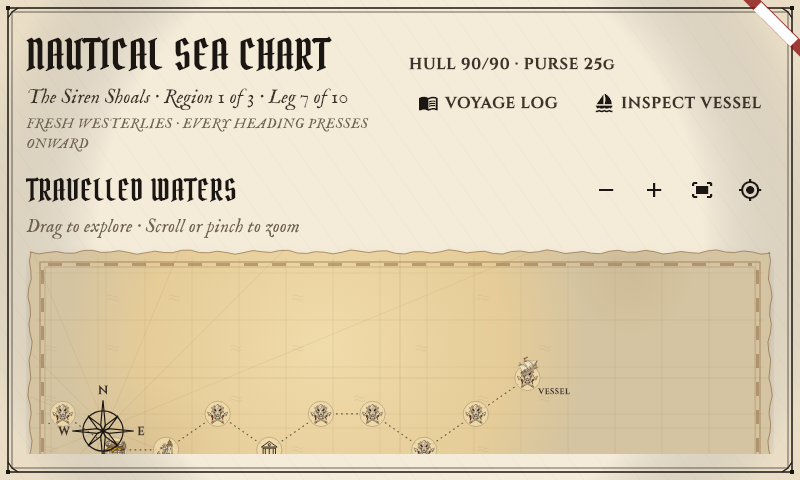 NAUTICAL SEA CHART
HULL 90/90 · PURSE 25G
The Siren Shoals · Region 1 of 3 · Leg 7 of 10
FRESH WESTERLIES · EVERY HEADING PRESSES
ONWARD
VOYAGE LOG
INSPECT VESSEL
TRAVELLED WATERS
Drag to explore · Scroll or pinch to zoom
VESSEL
N
W
E